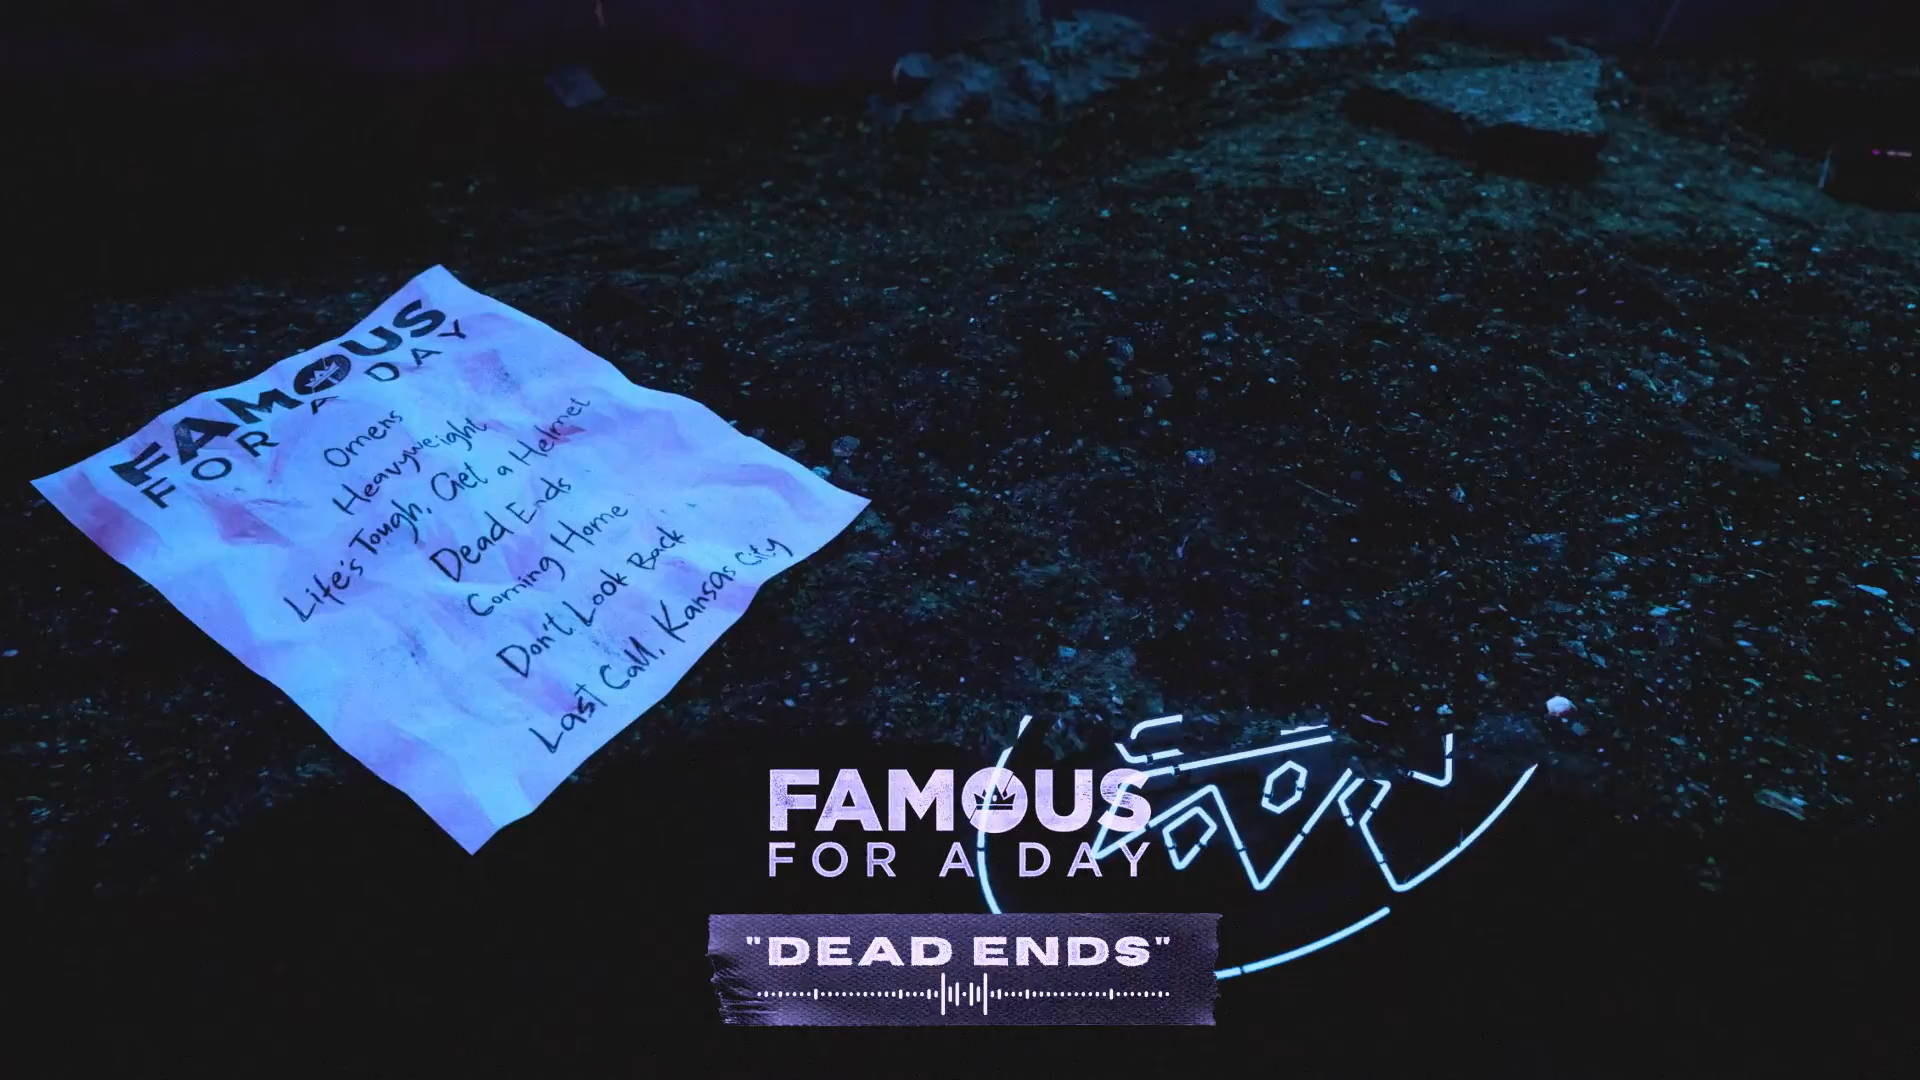 FAMOUS
FOR A DAY
Omens
Heavyweight
Life's Tough, Get a Helmet
Dead Ends
Coming Home
Don't Look Back
Last Call, Kansas City
FAMOUS
FOR A DAY
"DEAD ENDS"